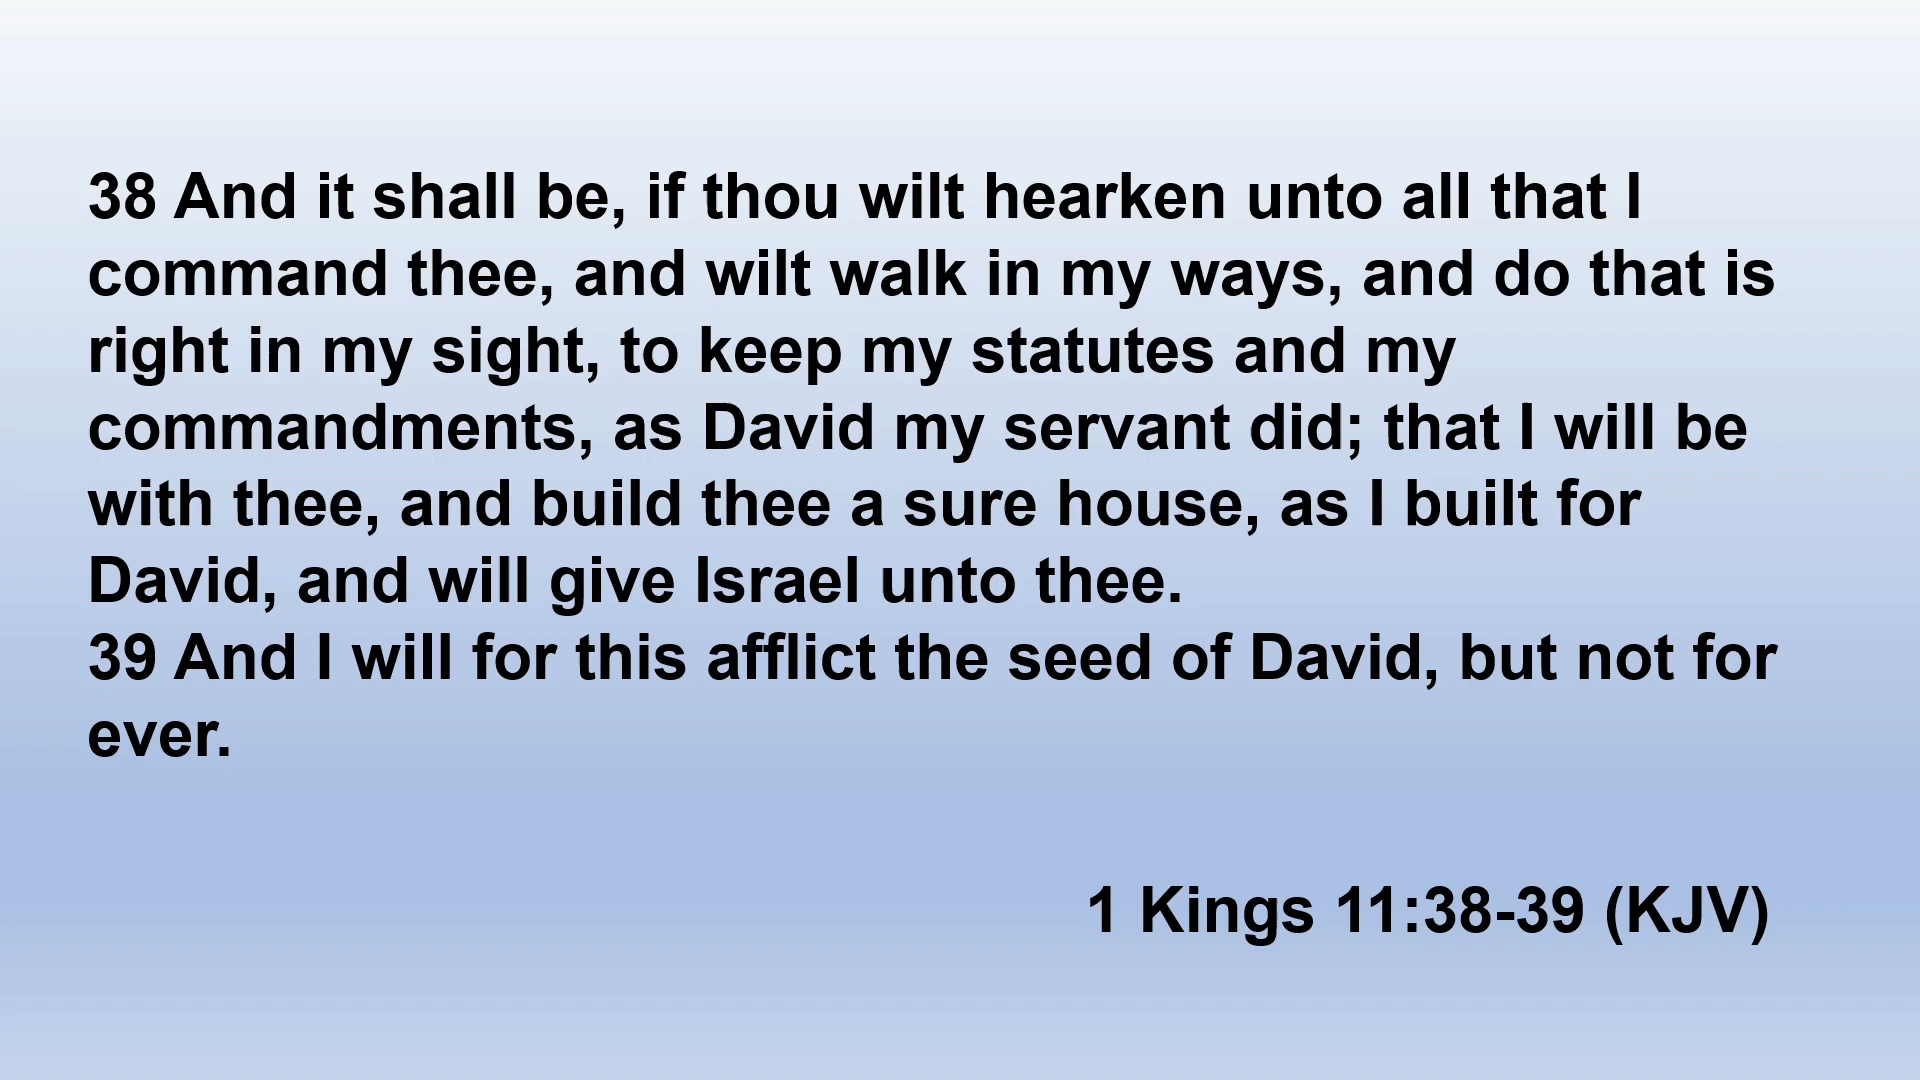 38 And it shall be, if thou wilt hearken unto all that I
command thee, and wilt walk in my ways, and do that is
right in my sight, to keep my statutes and my
commandments, as David my servant did; that I will be
with thee, and build thee a sure house, as I built for
David, and will give Israel unto thee.
39 And I will for this afflict the seed of David, but not for
ever.
1 Kings 11:38-39 (KJV)